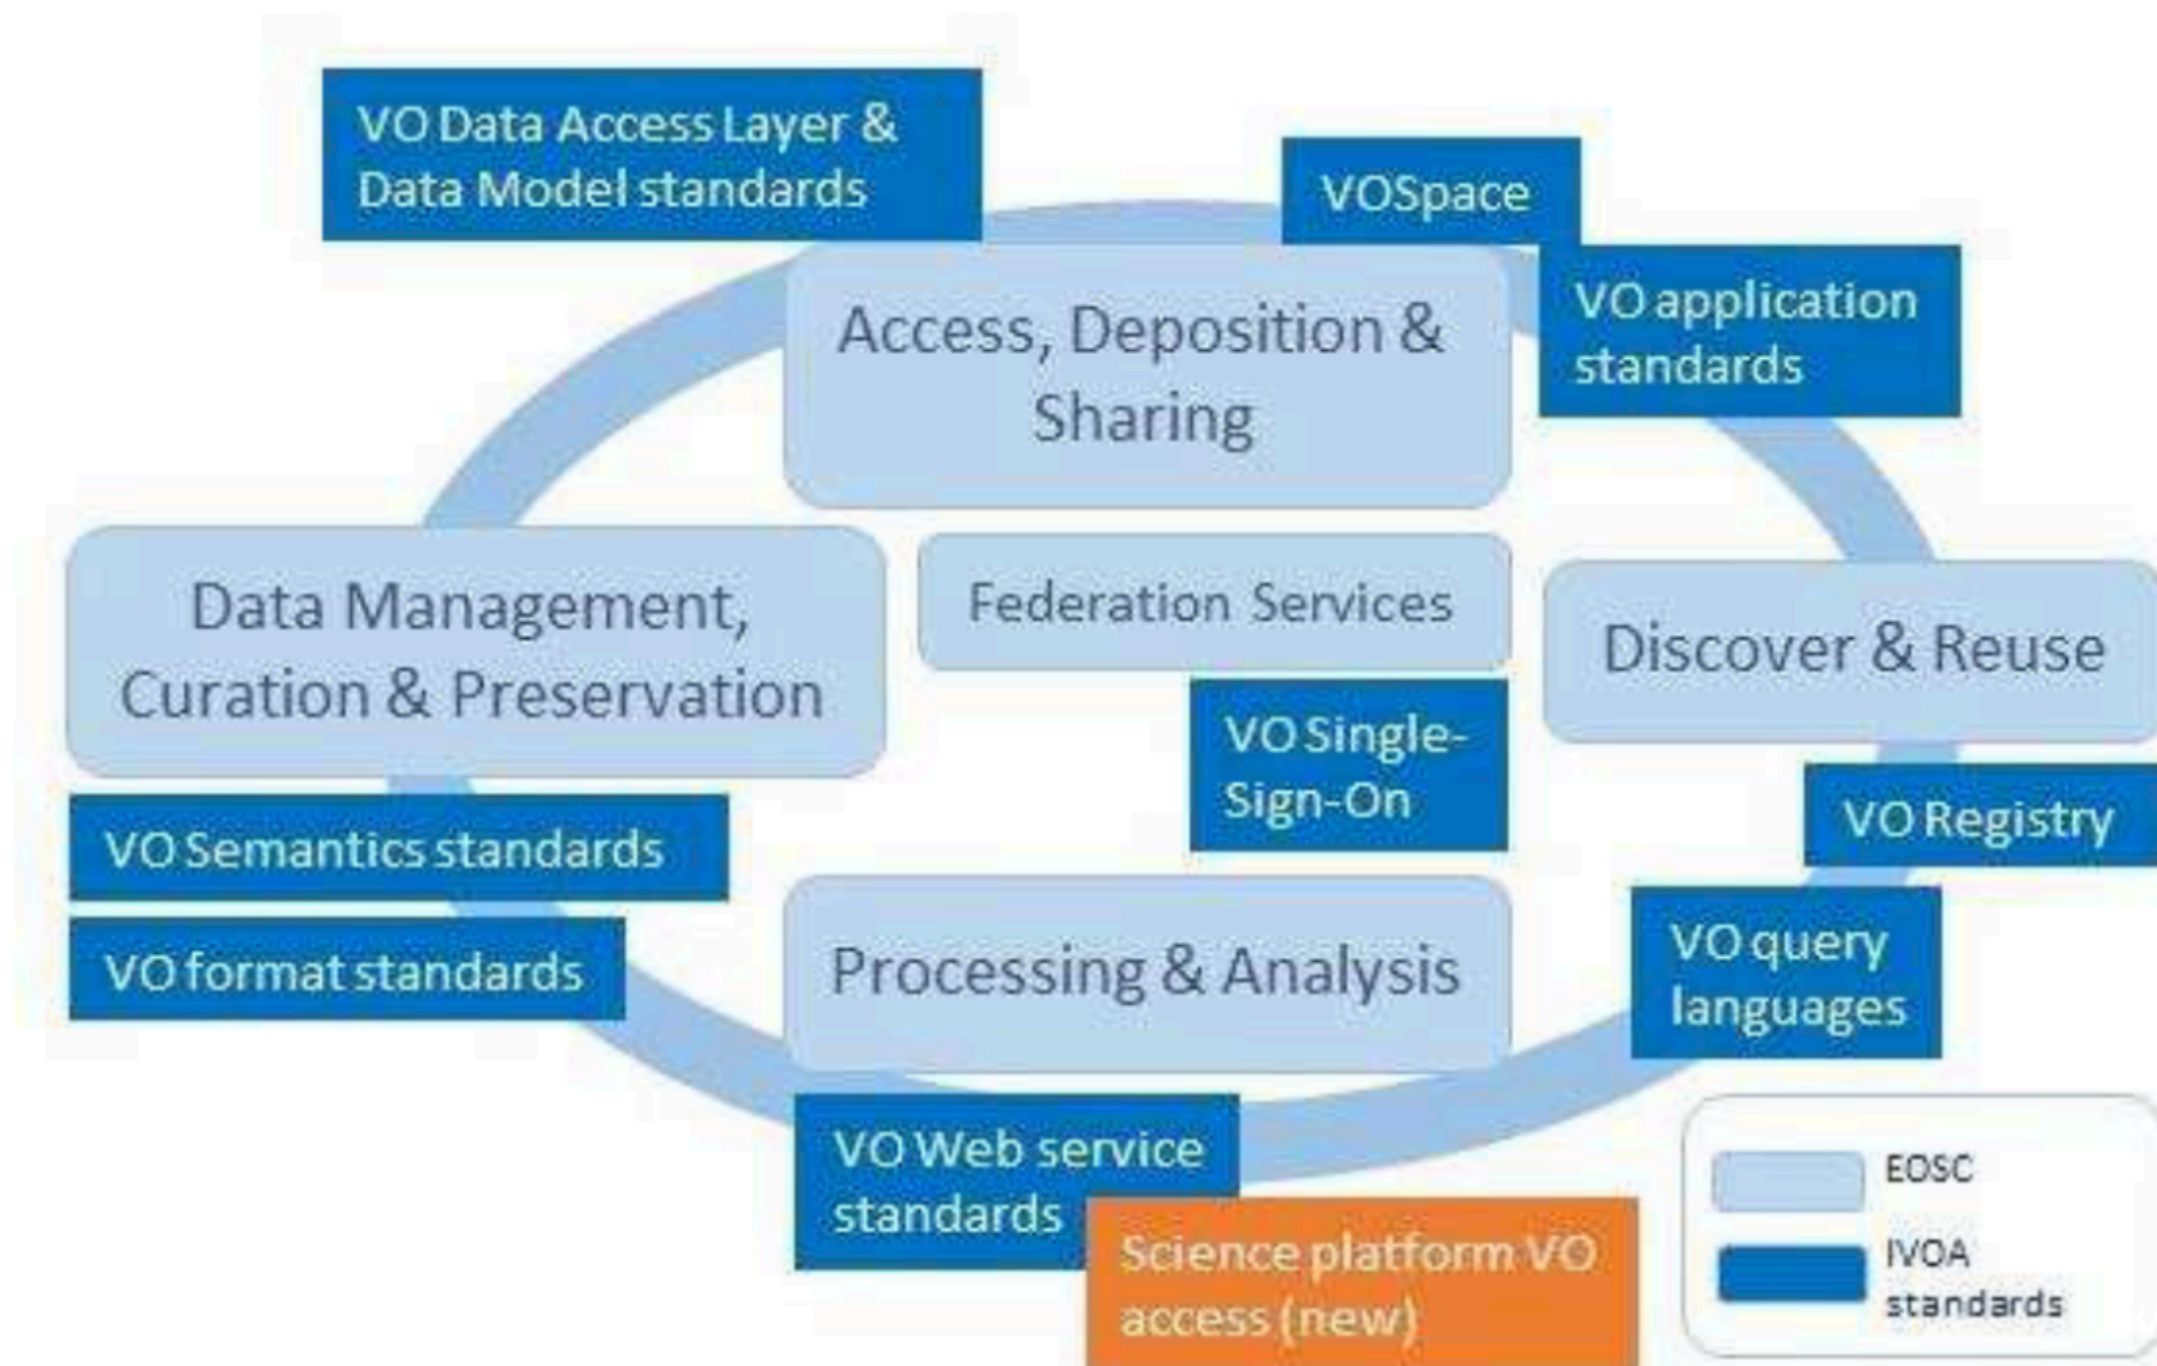 VO Data Access Layer &
Data Model standards
VOSpace
VO application
standards
Access, Deposition &
Sharing
Data Management,
Curation & Preservation
Federation Services
Discover & Reuse
VO Single-
Sign-On
VO Registry
VO Semantics standards
VO format standards
Processing & Analysis
VO query
languages
VO Web service
standards
Science platform VO
access (new)
EOSC
IVOA
standards